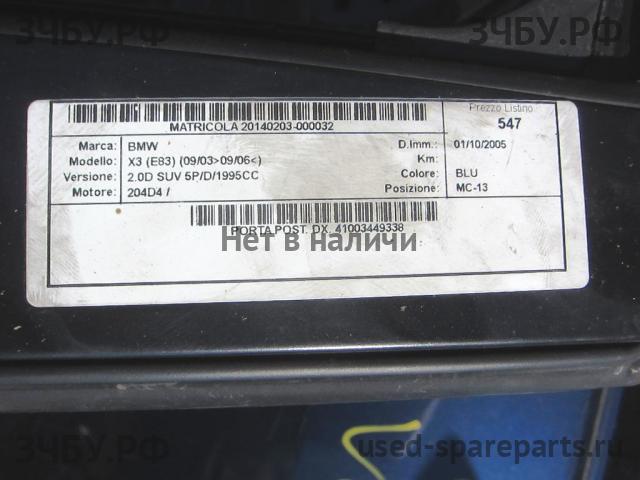 ЗЧБУ.РФ
ЗЧБУ.РФ
Prezzo Listino
547
MATRICOLA 20140203-000032
Marca: BMW D.Imm.: 01/10/2005
Modello: X3 (E83) (09/03>09/06<) Km:
Versione: 2.0D SUV 5P/D/1995CC Colore: BLU
Motore: 204D4 / Posizione: MC-13
PORTA POST. DX. 41003449338
Нет в наличи
ЗЧБУ.РФ
used-spareparts.ru